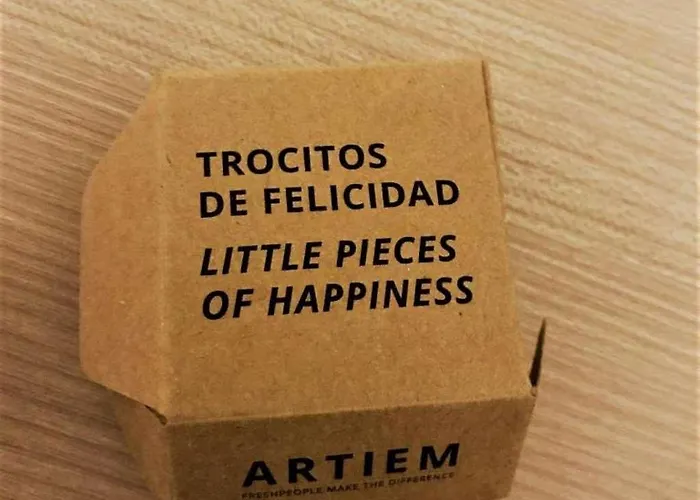 TROCITOS
DE FELICIDAD
LITTLE PIECES
OF HAPPINESS
ARTIEM
FRESHPEOPLE MAKE THE DIFFERENCE